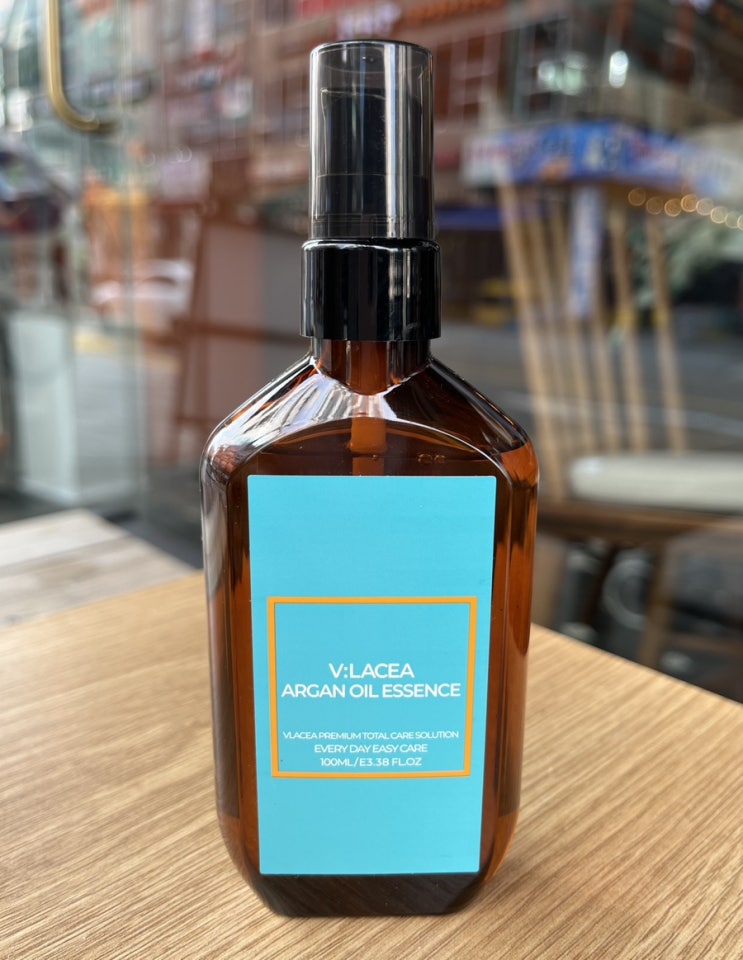 V:LACEA
ARGAN OIL ESSENCE
VLACEA PREMIUM TOTAL CARE SOLUTION
EVERY DAY EASY CARE
100ML/E3.38 FL.OZ